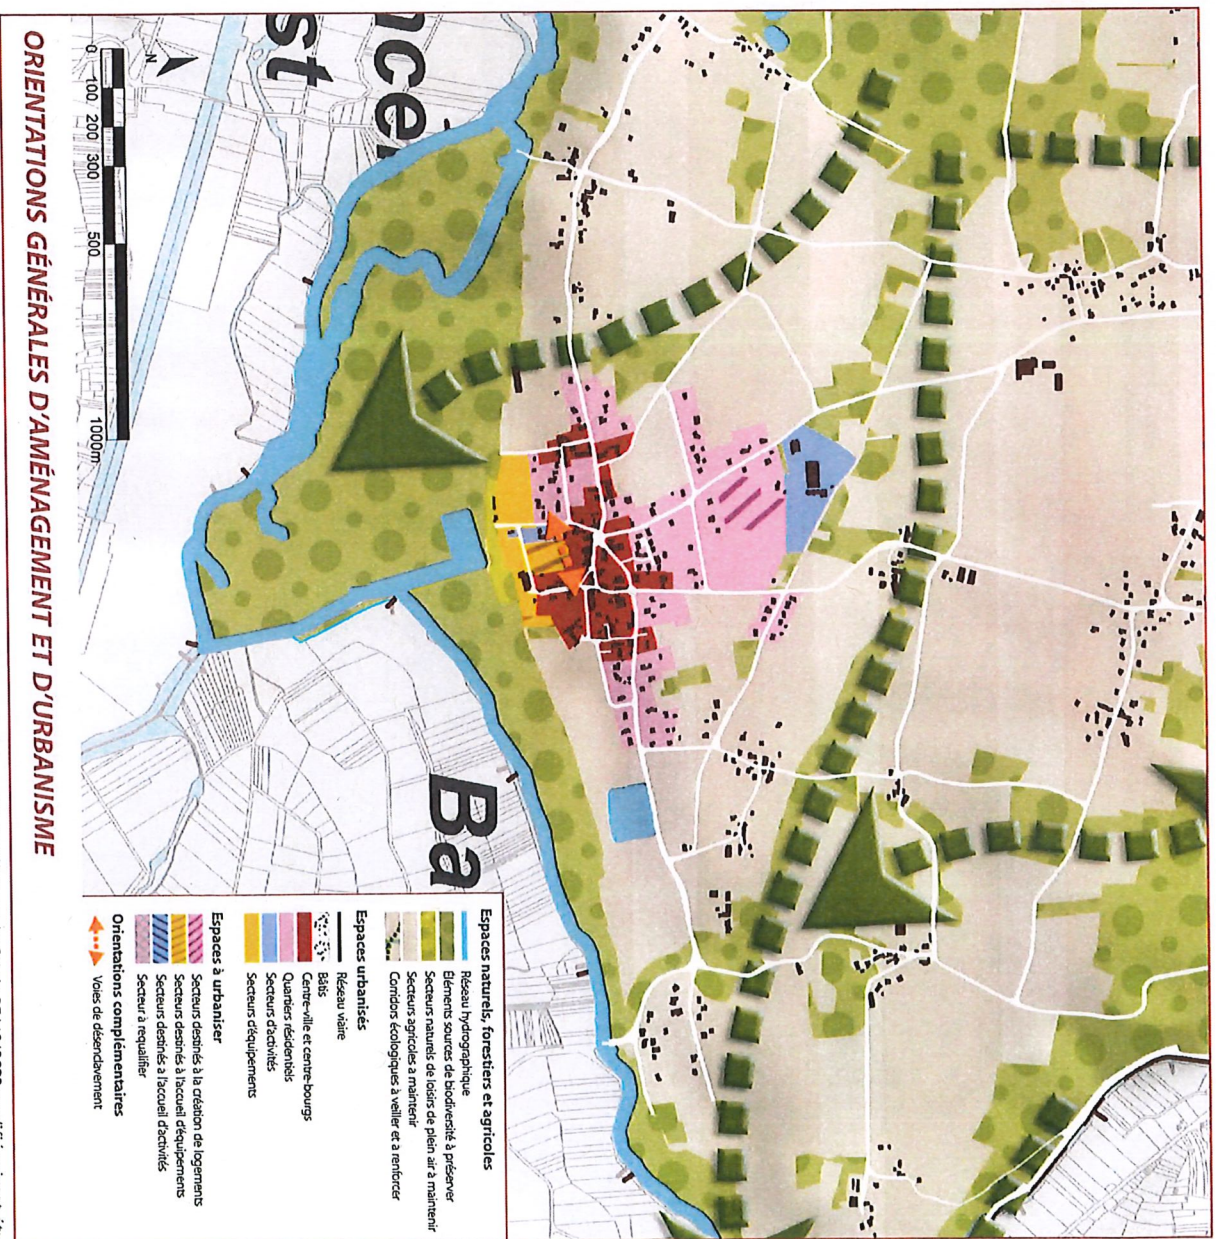 ORIENTATIONS GÉNÉRALES D'AMÉNAGEMENT ET D'URBANISME
nce
st
Ba
N
0 100 200 300 500 1000m
Espaces naturels, forestiers et agricoles
Réseau hydrographique
Éléments sources de biodiversité à préserver
Secteurs naturels de loisirs de plein air à maintenir
Secteurs agricoles a maintenir
Corridors écologiques à veiller et a renforcer
Espaces urbanisés
Réseau viaire
Bâtis
Centre-ville et centre-bourgs
Quartiers résidentiels
Secteurs d'activités
Secteurs d'équipements
Espaces à urbaniser
Secteurs destinés à la création de logements
Secteurs destinés à l'accueil d'équipements
Secteurs destinés a l'accueil d'activités
Secteur à requalifier
Orientations complémentaires
Voies de désenclavement